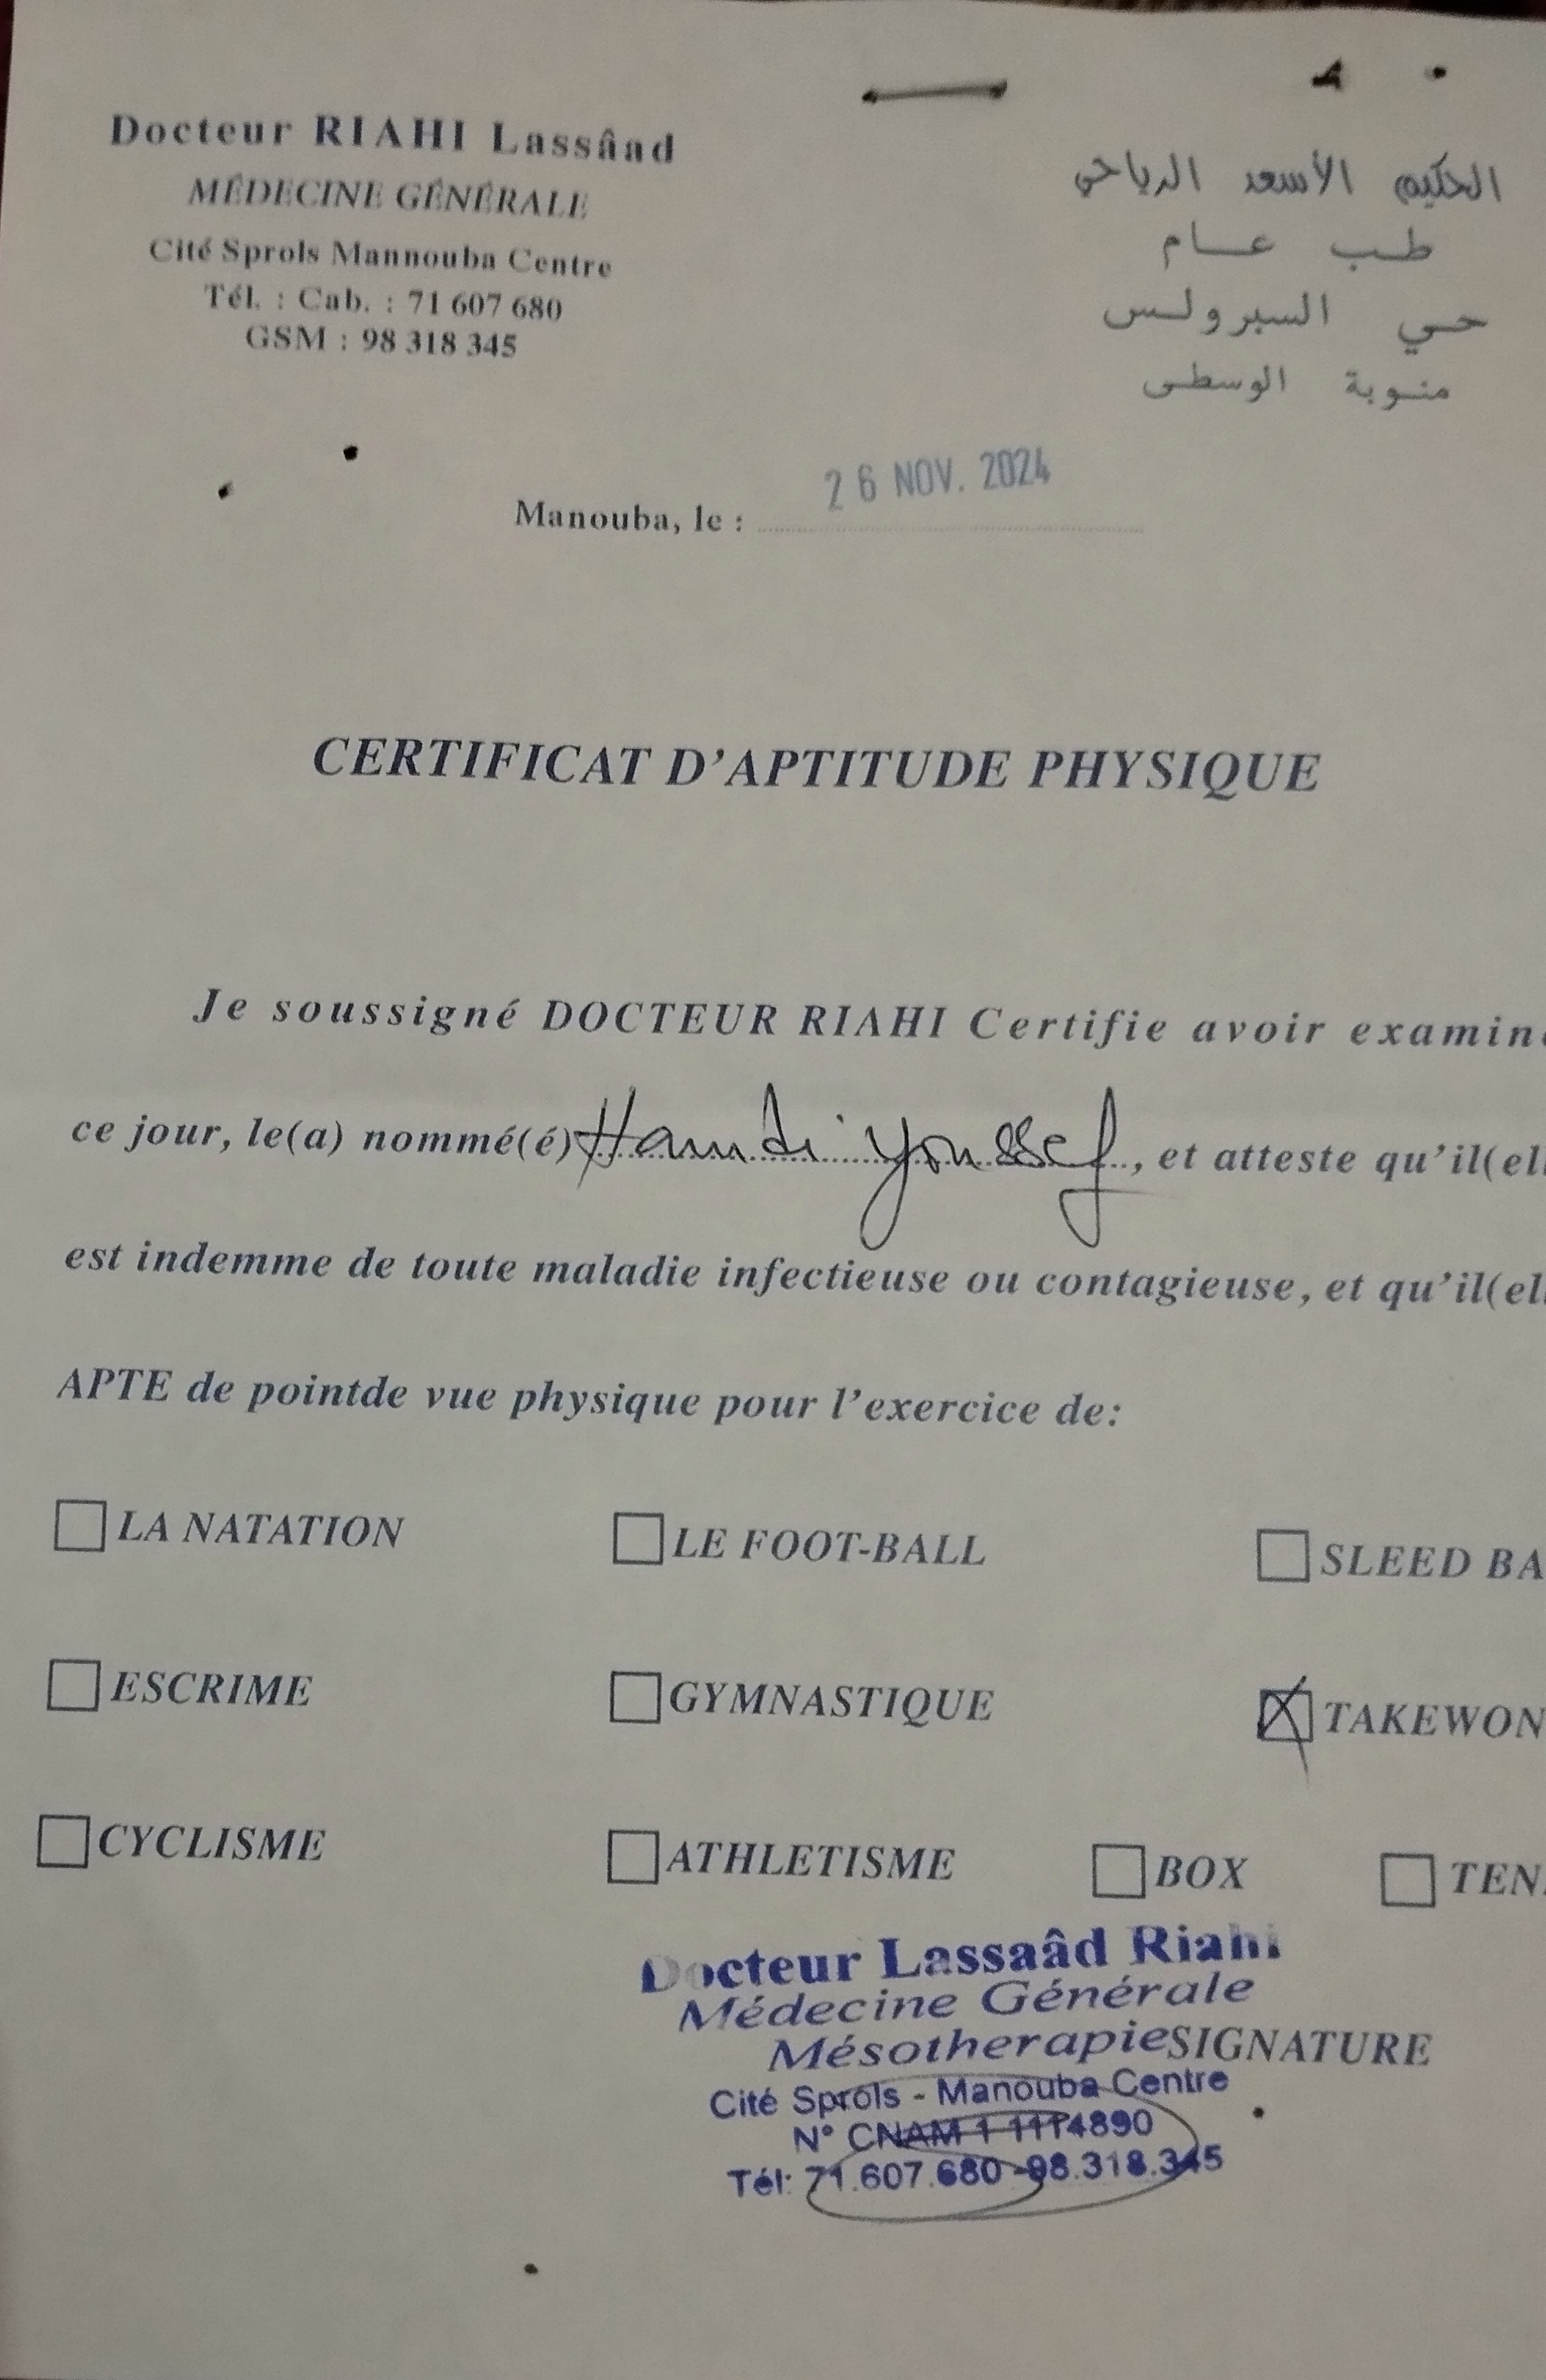 Docteur RIAHI Lassâad
MÉDECINE GÉNÉRALE
Cité Sprols Mannouba Centre
Tél. : Cab. : 71 607 680
GSM : 98 318 345
الحكيم الأسعد الرياحي
طب عام
حي السبرولس
منوبة الوسطى
Manouba, le : 26 NOV. 2024
CERTIFICAT D'APTITUDE PHYSIQUE
Je soussigné DOCTEUR RIAHI Certifie avoir examin
ce jour, le(a) nommé(é) Hamdi youssef, et atteste qu'il(ell
est indemme de toute maladie infectieuse ou contagieuse, et qu'il(ell
APTE de pointde vue physique pour l'exercice de:
LA NATATION LE FOOT-BALL SLEED BA
ESCRIME GYMNASTIQUE TAKEWON
CYCLISME ATHLETISME BOX TEN
Docteur Lassaâd Riahi
Médecine Générale
Mésotherapie SIGNATURE
Cité Sprols - Manouba Centre
N° CNAM 1 1114890
Tél: 71.607.680 -98.318.345